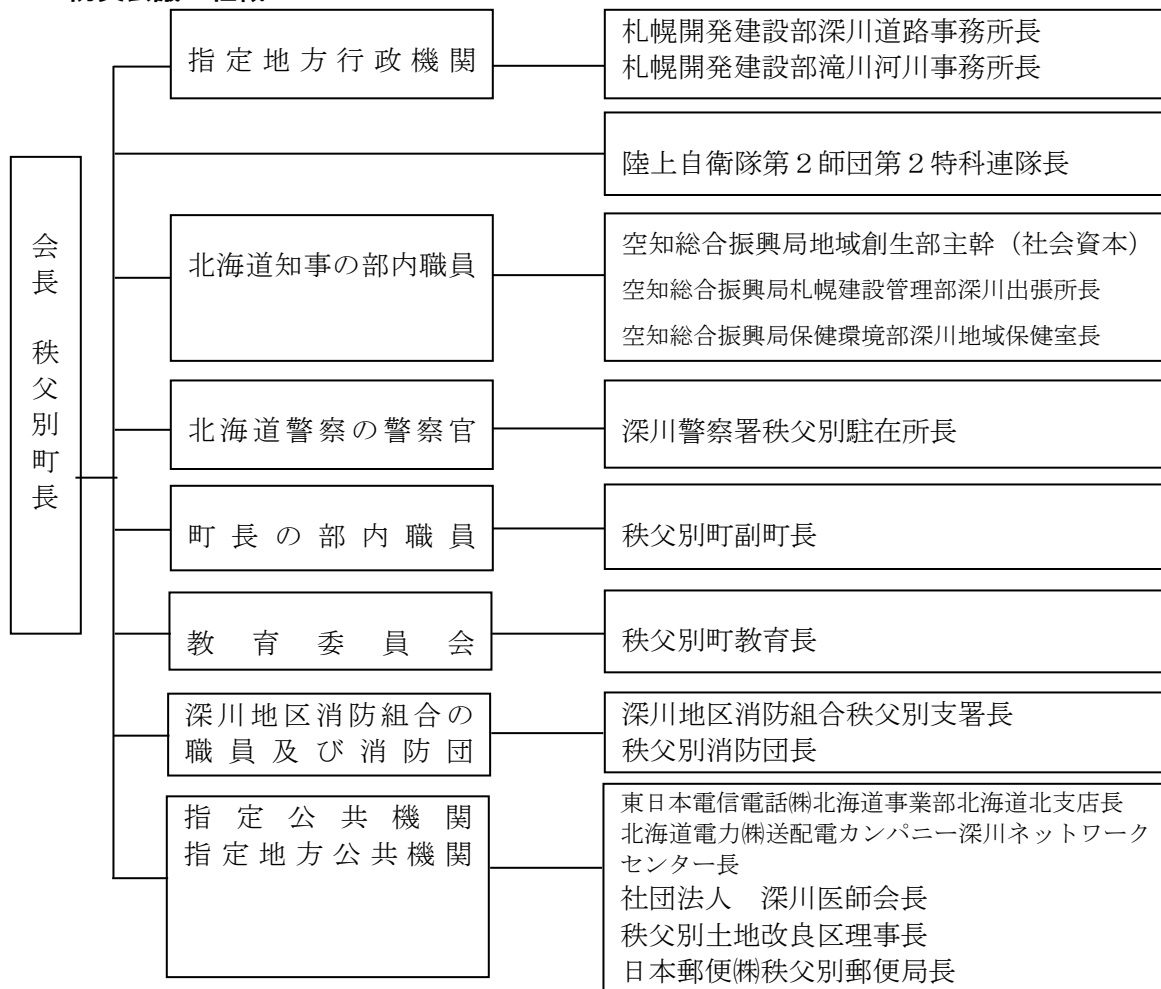 指定地方行政機関
札幌開発建設部深川道路事務所長
札幌開発建設部滝川河川事務所長
陸上自衛隊第２師団第２特科連隊長
会長　秩父別町長
北海道知事の部内職員
空知総合振興局地域創生部主幹（社会資本）
空知総合振興局札幌建設管理部深川出張所長
空知総合振興局保健環境部深川地域保健室長
北海道警察の警察官
深川警察署秩父別駐在所長
町長の部内職員
秩父別町副町長
教育委員会
秩父別町教育長
深川地区消防組合の
職員及び消防団
深川地区消防組合秩父別支署長
秩父別消防団長
指定公共機関
指定地方公共機関
東日本電信電話㈱北海道事業部北海道北支店長
北海道電力㈱送配電カンパニー深川ネットワーク
センター長
社団法人　深川医師会長
秩父別土地改良区理事長
日本郵便㈱秩父別郵便局長